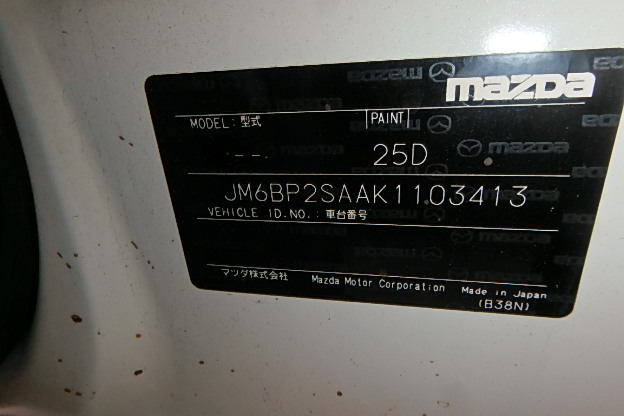 mazda
MODEL: 型式 PAINT
-- 25D
JM6BP2SAAK1103413
VEHICLE ID.NO.: 車台番号
マツダ株式会社 Mazda Motor Corporation Made in Japan
(B38N)